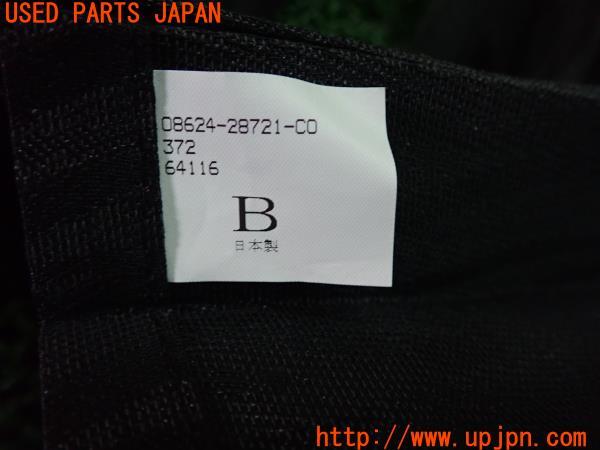 USED PARTS JAPAN
08624-28721-C0
372
64116
B
日本製
http://www.upjpn.com/